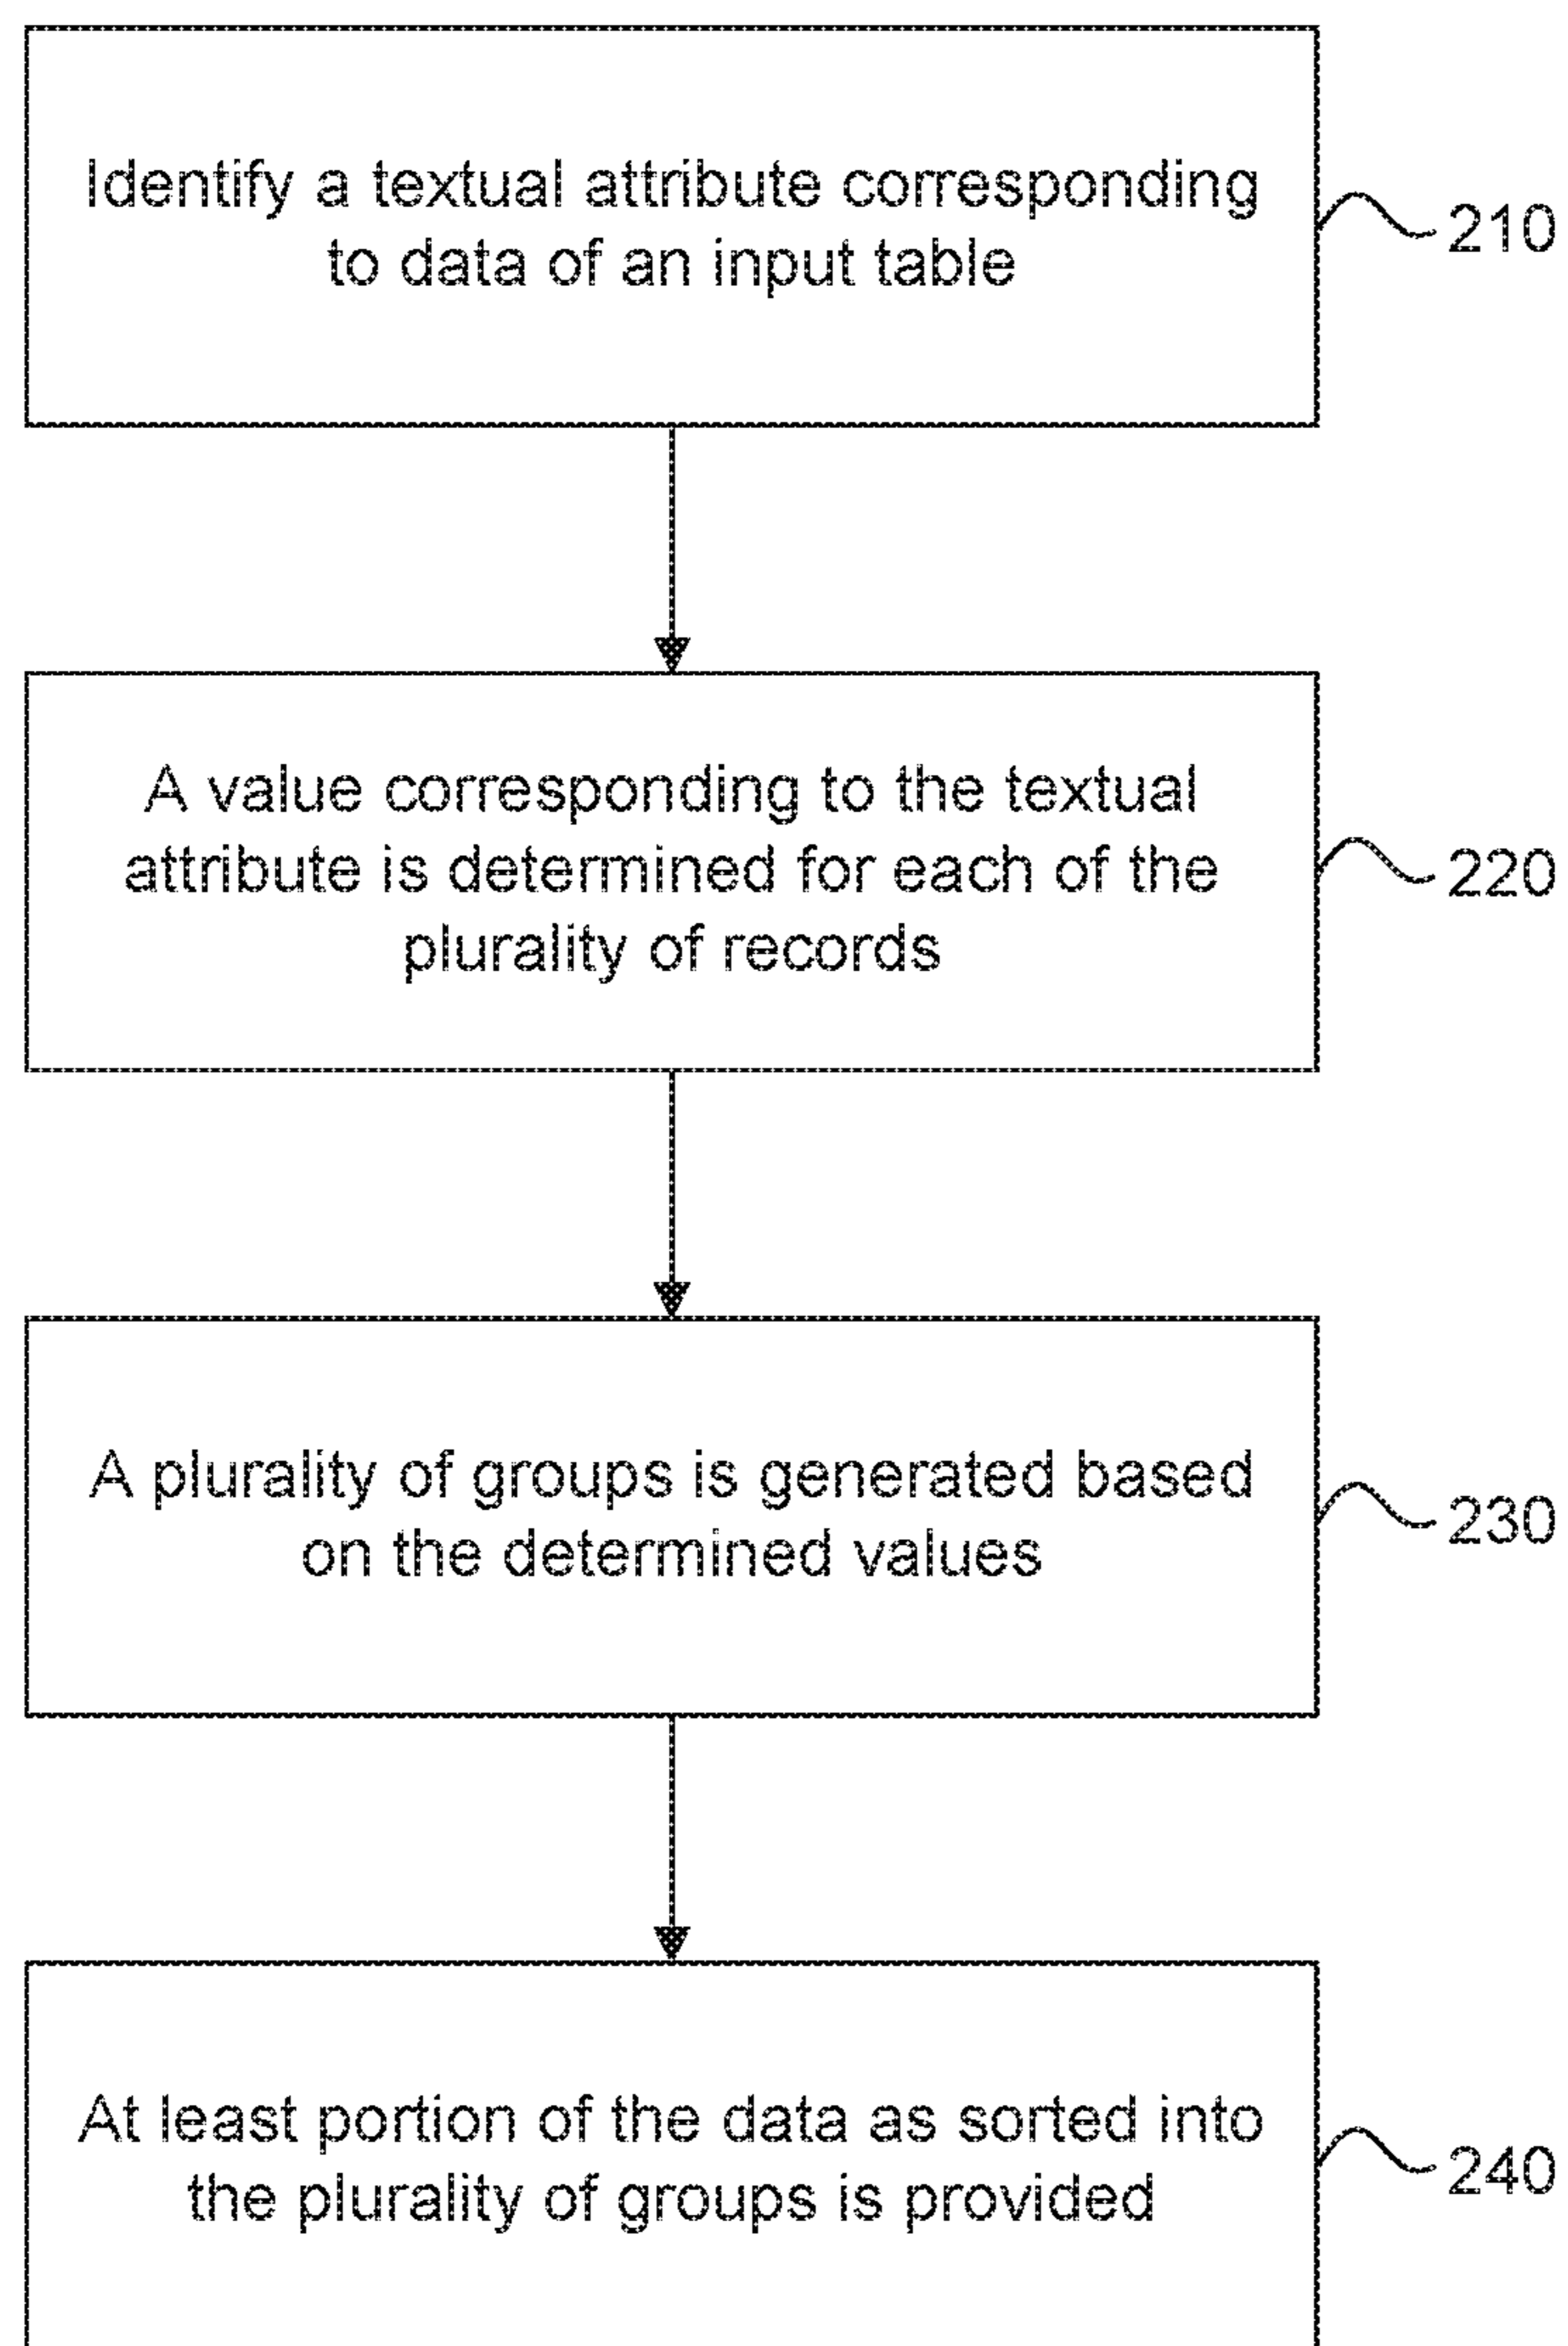 Identify a textual attribute corresponding
to data of an input table
210
A value corresponding to the textual
attribute is determined for each of the
plurality of records
220
A plurality of groups is generated based
on the determined values
230
At least portion of the data as sorted into
the plurality of groups is provided
240